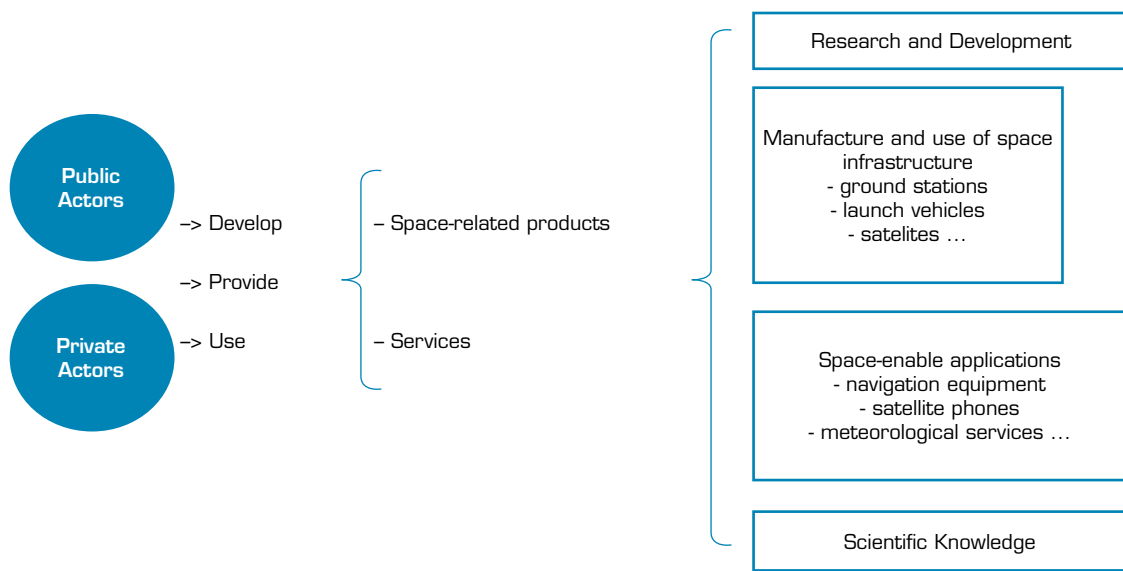 Public
Actors
Private
Actors
–> Develop
–> Provide
–> Use
– Space-related products
– Services
Research and Development
Manufacture and use of space
infrastructure
- ground stations
- launch vehicles
- satelites ...
Space-enable applications
- navigation equipment
- satellite phones
- meteorological services ...
Scientific Knowledge